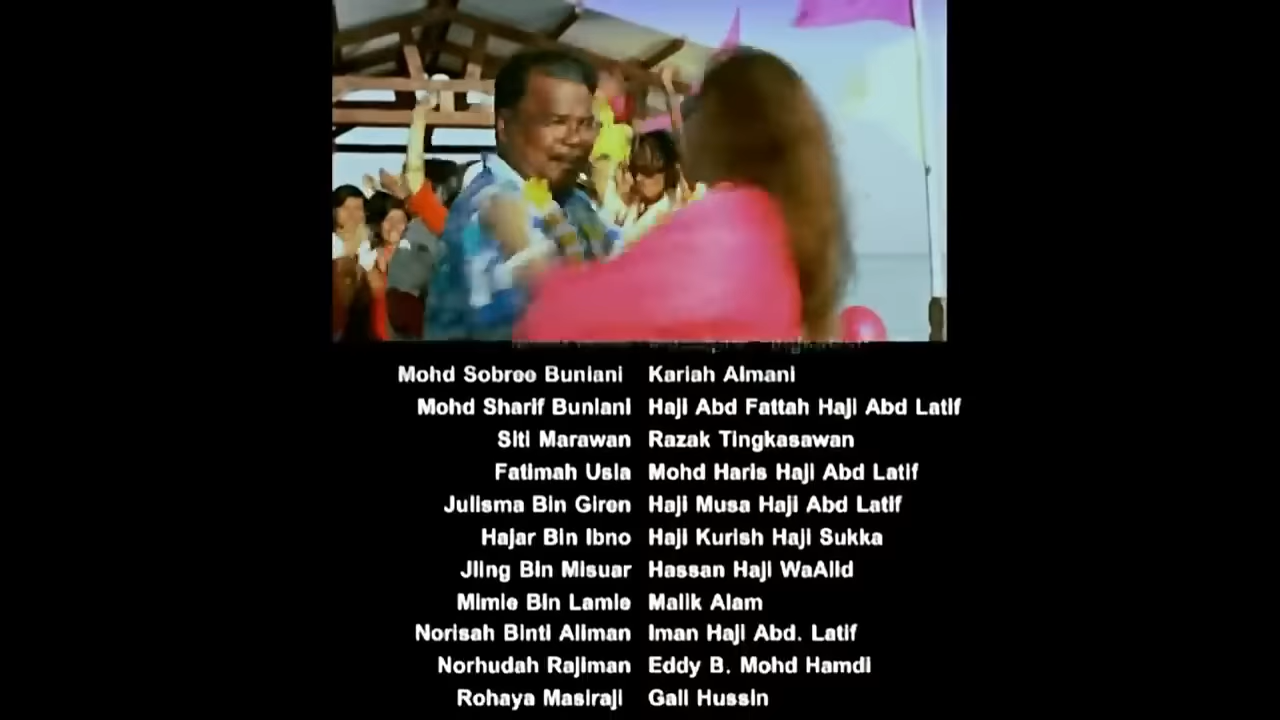 Mohd Sobree Buniani Kariah Almani
Mohd Sharif Buniani Haji Abd Fattah Haji Abd Latif
Siti Marawan Razak Tingkasawan
Fatimah Usia Mohd Haris Haji Abd Latif
Julisma Bin Giren Haji Musa Haji Abd Latif
Hajar Bin Ibno Haji Kurish Haji Sukka
Jiing Bin Misuar Hassan Haji WaAlid
Mimie Bin Lamie Malik Alam
Norisah Binti Aliman Iman Haji Abd. Latif
Norhudah Rajiman Eddy B. Mohd Hamdi
Rohaya Masiraji Gail Hussin